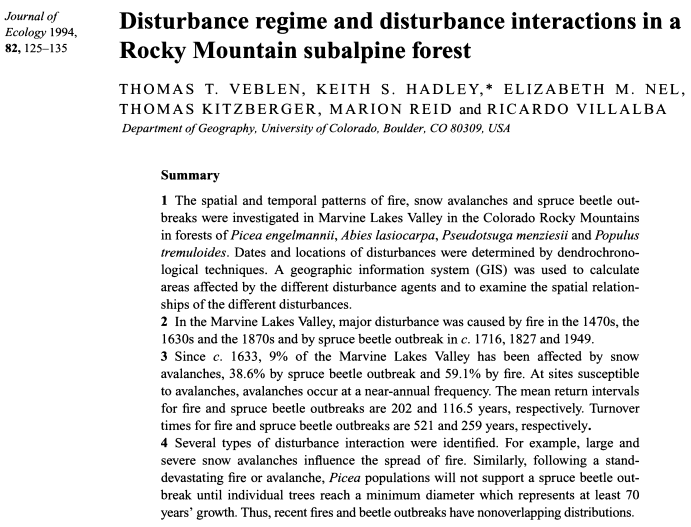 Journal of
Ecology 1994,
82, 125–135
Disturbance regime and disturbance interactions in a
Rocky Mountain subalpine forest
THOMAS T. VEBLEN, KEITH S. HADLEY,* ELIZABETH M. NEL,
THOMAS KITZBERGER, MARION REID and RICARDO VILLALBA
Department of Geography, University of Colorado, Boulder, CO 80309, USA
Summary
1 The spatial and temporal patterns of fire, snow avalanches and spruce beetle out-
breaks were investigated in Marvine Lakes Valley in the Colorado Rocky Mountains
in forests of Picea engelmannii, Abies lasiocarpa, Pseudotsuga menziesii and Populus
tremuloides. Dates and locations of disturbances were determined by dendrochrono-
logical techniques. A geographic information system (GIS) was used to calculate
areas affected by the different disturbance agents and to examine the spatial relation-
ships of the different disturbances.
2 In the Marvine Lakes Valley, major disturbance was caused by fire in the 1470s, the
1630s and the 1870s and by spruce beetle outbreak in c. 1716, 1827 and 1949.
3 Since c. 1633, 9% of the Marvine Lakes Valley has been affected by snow
avalanches, 38.6% by spruce beetle outbreak and 59.1% by fire. At sites susceptible
to avalanches, avalanches occur at a near-annual frequency. The mean return intervals
for fire and spruce beetle outbreaks are 202 and 116.5 years, respectively. Turnover
times for fire and spruce beetle outbreaks are 521 and 259 years, respectively.
4 Several types of disturbance interaction were identified. For example, large and
severe snow avalanches influence the spread of fire. Similarly, following a stand-
devastating fire or avalanche, Picea populations will not support a spruce beetle out-
break until individual trees reach a minimum diameter which represents at least 70
years' growth. Thus, recent fires and beetle outbreaks have nonoverlapping distributions.